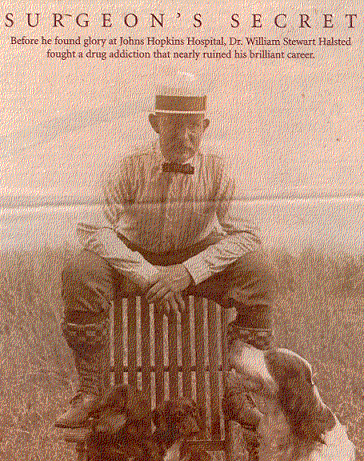 SURGEON'S SECRET
Before he found glory at Johns Hopkins Hospital, Dr. William Stewart Halsted
fought a drug addiction that nearly ruined his brilliant career.